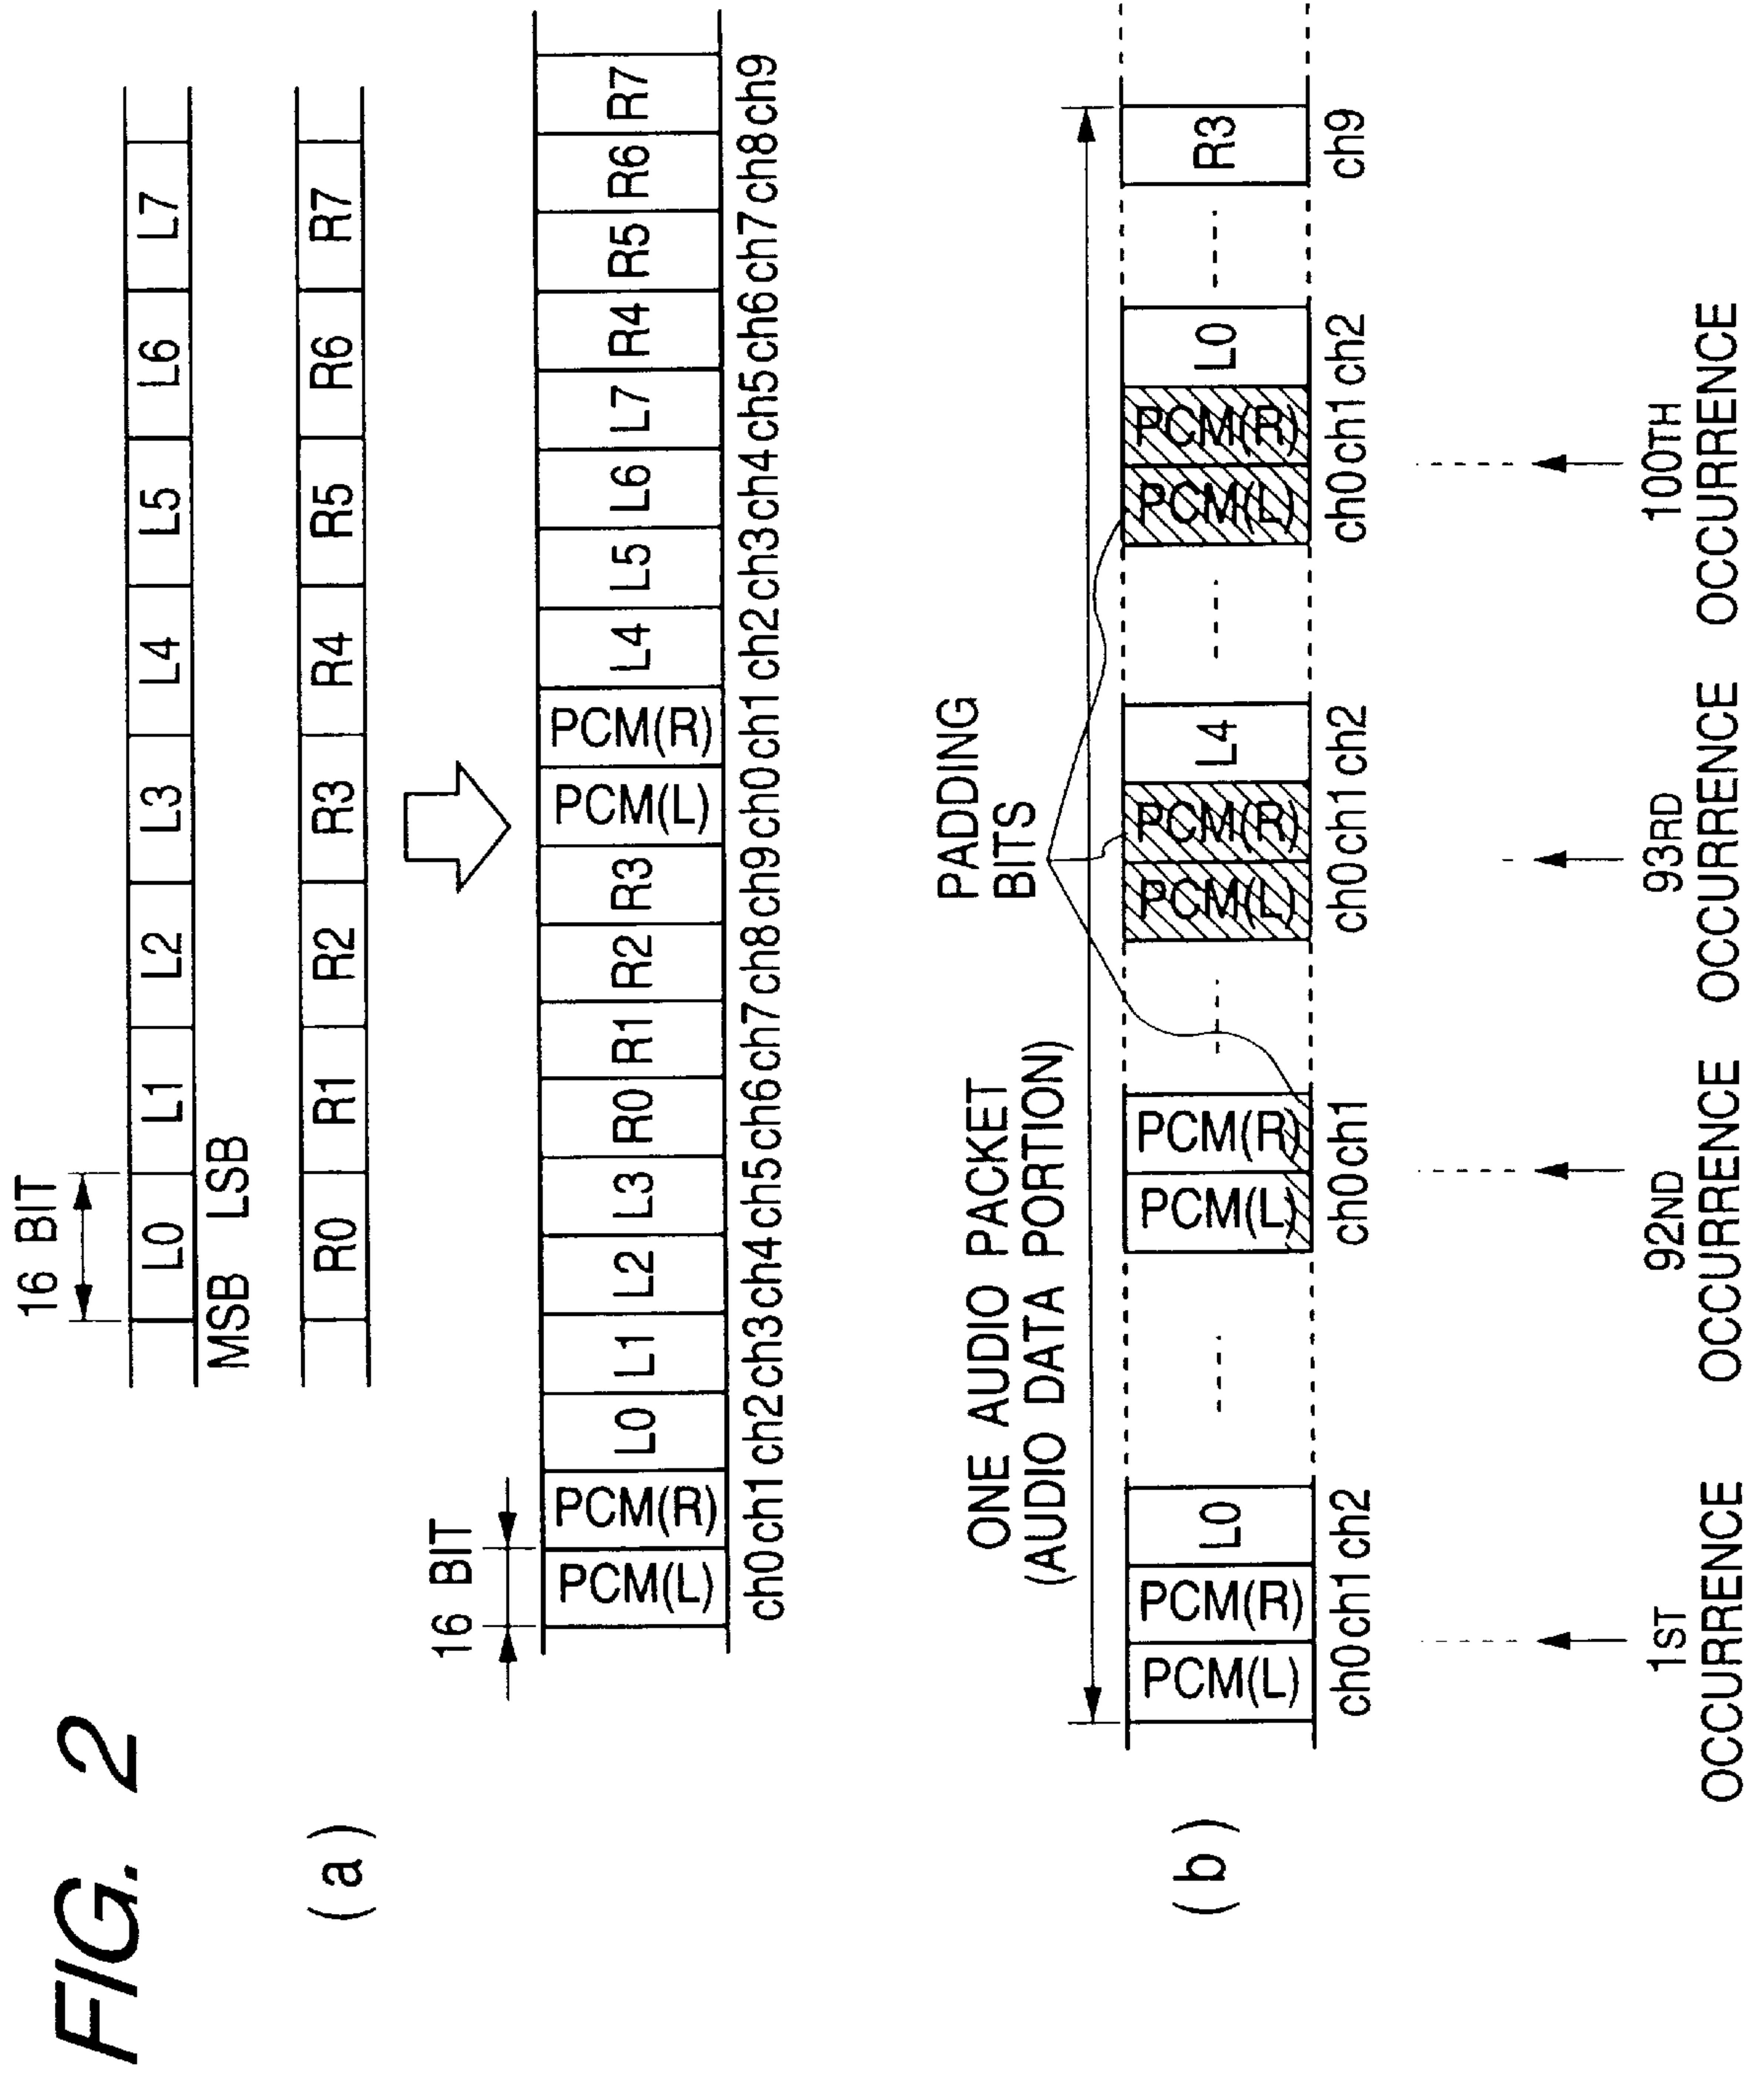 FIG. 2
(a)
16 BIT
L0 L1 L2 L3 L4 L5 L6 L7
MSB LSB
R0 R1 R2 R3 R4 R5 R6 R7
16 BIT
PCM(L) PCM(R) L0 L1 L2 L3 R0 R1 R2 R3 PCM(L) PCM(R) L4 L5 L6 L7 R4 R5 R6 R7
ch0 ch1 ch2 ch3 ch4 ch5 ch6 ch7 ch8 ch9 ch0 ch1 ch2 ch3 ch4 ch5 ch6 ch7 ch8 ch9
(b)
ONE AUDIO PACKET
(AUDIO DATA PORTION)
PADDING
BITS
PCM(L) PCM(R) L0 PCM(L) PCM(R) PCM(L) PCM(R) L4 PCM(L) PCM(R) L0 R3
ch0 ch1 ch2 ch0 ch1 ch0 ch1 ch2 ch0 ch1 ch2 ch9
1ST
OCCURRENCE
92ND
OCCURRENCE
93RD
OCCURRENCE
100TH
OCCURRENCE